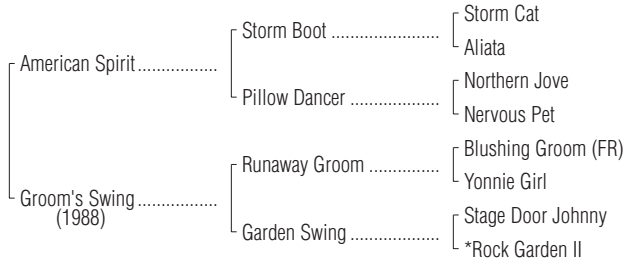 Storm Cat
Storm Boot ....................
Aliata
American Spirit................
Northern Jove
Pillow Dancer ....................
Nervous Pet
Blushing Groom (FR)
Runaway Groom ................
Yonnie Girl
Groom's Swing................
(1988)
Stage Door Johnny
Garden Swing ....................
*Rock Garden II